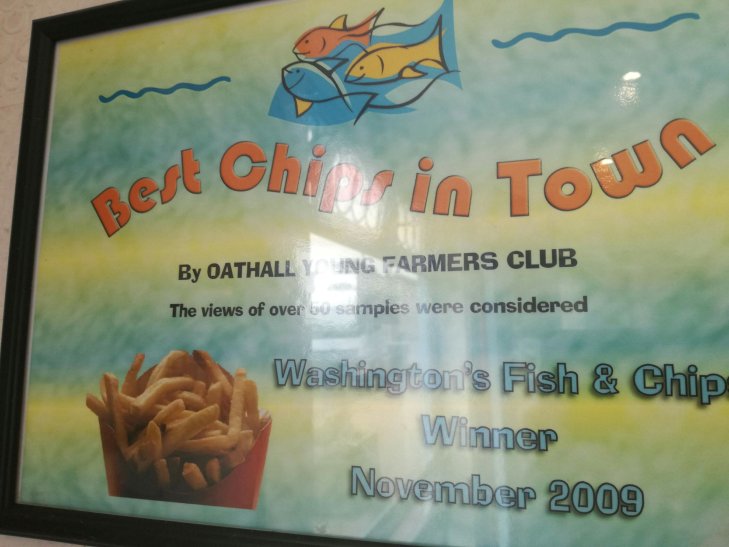 Best Chips in Town
By OATHALL YOUNG FARMERS CLUB
The views of over 50 samples were considered
Washington's Fish & Chip
Winner
November 2009